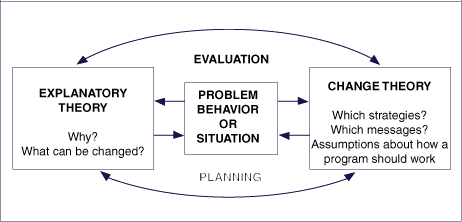 EVALUATION
EXPLANATORY
THEORY
Why?
What can be changed?
PROBLEM
BEHAVIOR
OR
SITUATION
CHANGE THEORY
Which strategies?
Which messages?
Assumptions about how a
program should work
PLANNING